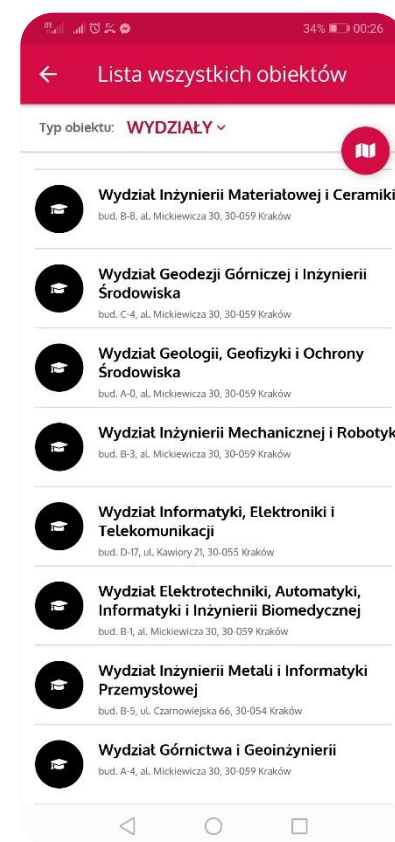 34% 00:26
Lista wszystkich obiektów
Typ obiektu: WYDZIAŁY
Wydział Inżynierii Materiałowej i Ceramiki
bud. B-8, al. Mickiewicza 30, 30-059 Kraków
Wydział Geodezji Górniczej i Inżynierii
Środowiska
bud. C-4, al. Mickiewicza 30, 30-059 Kraków
Wydział Geologii, Geofizyki i Ochrony
Środowiska
bud. A-0, al. Mickiewicza 30, 30-059 Kraków
Wydział Inżynierii Mechanicznej i Robotyk
bud. B-3, al. Mickiewicza 30, 30-059 Kraków
Wydział Informatyki, Elektroniki i
Telekomunikacji
bud. D-17, ul. Kawiory 21, 30-055 Kraków
Wydział Elektrotechniki, Automatyki,
Informatyki i Inżynierii Biomedycznej
bud. B-1, al. Mickiewicza 30, 30-059 Kraków
Wydział Inżynierii Metali i Informatyki
Przemysłowej
bud. B-5, ul. Czarnowiejska 66, 30-054 Kraków
Wydział Górnictwa i Geoinżynierii
bud. A-4, al. Mickiewicza 30, 30-059 Kraków